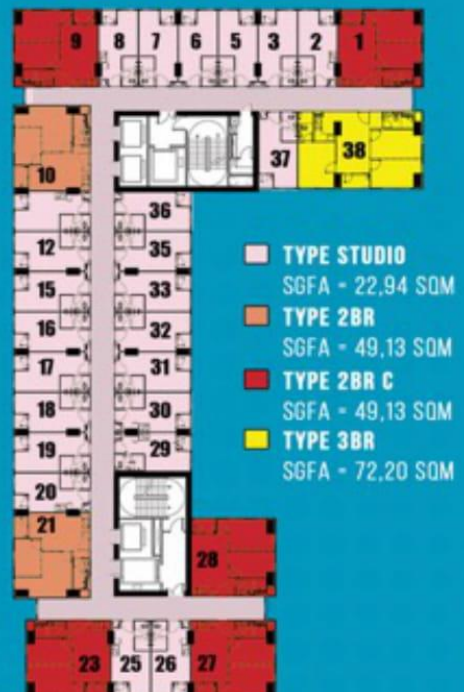 9 8 7 6 5 3 2 1
10 37 38
36
12 35
15 33
16 32
17 31
18 30
19 29
20
21
28
23 25 26 27
TYPE STUDIO
SGFA = 22,94 SQM
TYPE 2BR
SGFA = 49,13 SQM
TYPE 2BR C
SGFA = 49,13 SQM
TYPE 3BR
SGFA = 72,20 SQM